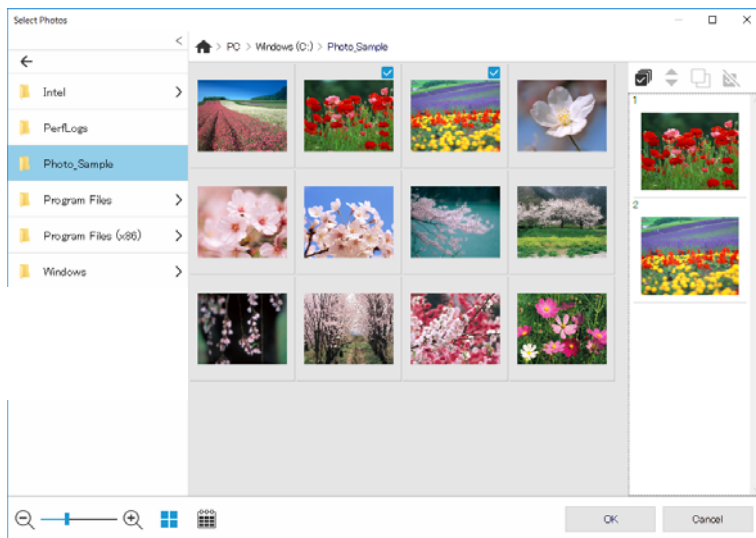 Select Photos
<
PC > Windows (C:) > Photo_Sample
Intel
PerfLogs
Photo_Sample
Program Files
Program Files (x86)
Windows
1
2
OK
Cancel